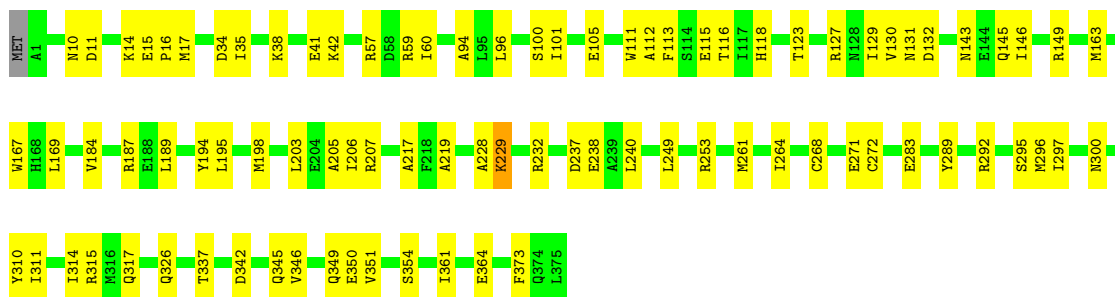 MET A1 N10 D11 K14 E15 P16 M17 D34 I35 K38 E41 K42 R57 D58 R59 I60 A94 L95 L96 S100 I101 E105 W111 A112 F113 S114 E115 T116 I117 H118 T123 R127 N128 I129 V130 N131 D132 N143 E144 Q145 I146 R149 M163
W167 H168 L169 V184 R187 E188 L189 Y194 L195 M198 L203 E204 A205 I206 R207 A217 F218 A219 A228 K229 R232 D237 E238 A239 L240 L249 R253 M261 I264 C268 E271 C272 E283 Y289 R292 S295 M296 I297 N300
Y310 I311 I314 R315 M316 Q317 Q326 T337 D342 Q345 V346 Q349 E350 V351 S354 I361 E364 F373 Q374 L375